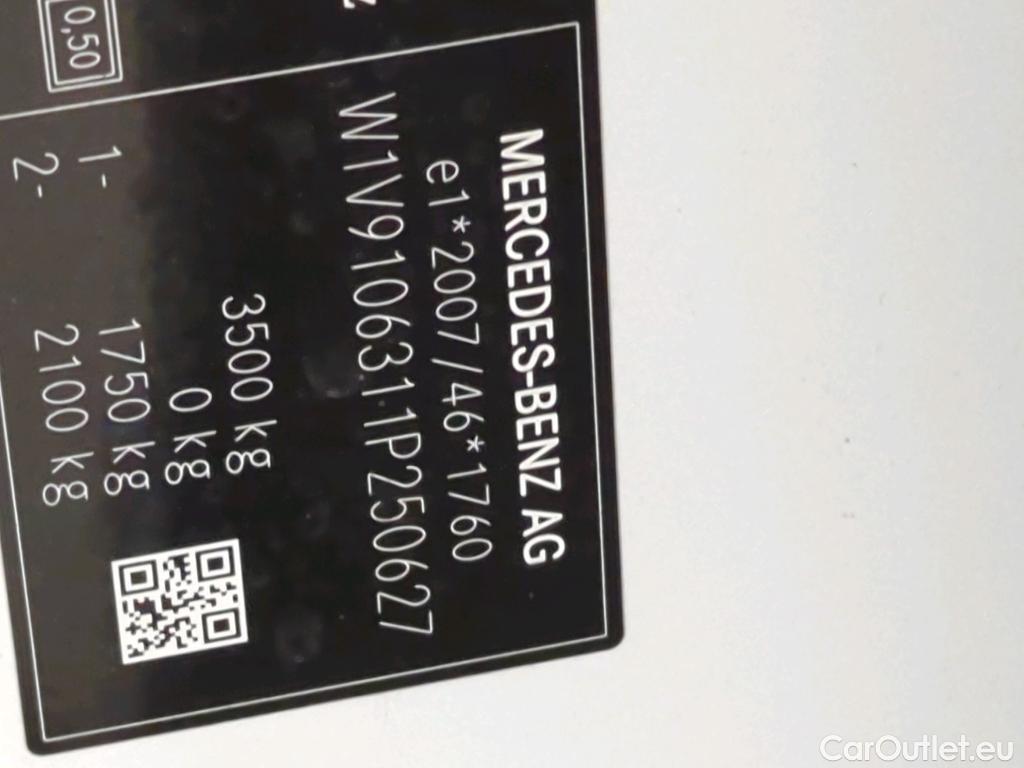 MERCEDES-BENZ AG
e1*2007/46*1760
W1V9106311P250627
3500 kg
0 kg
1- 1750 kg
2- 2100 kg
0,50
CarOutlet.eu